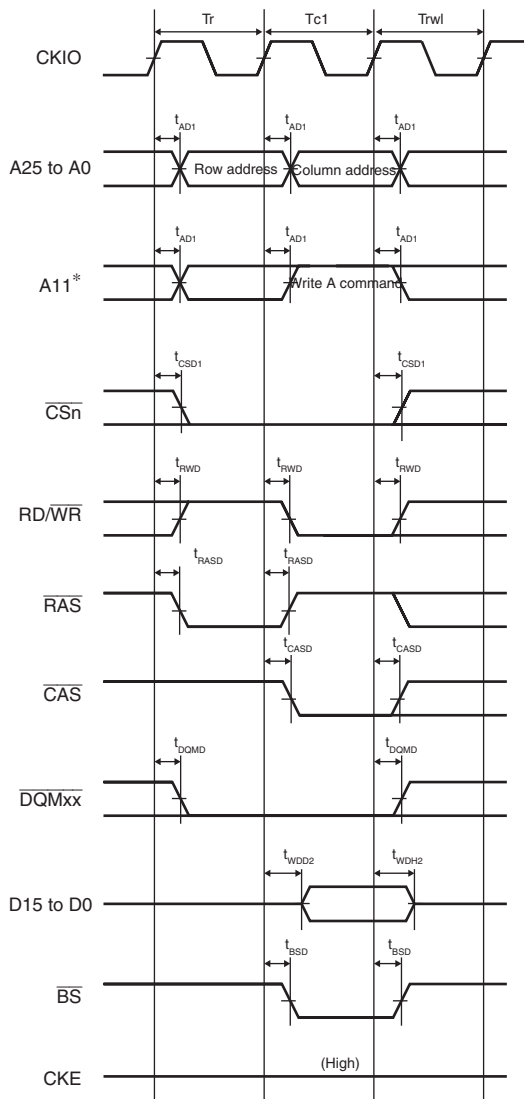 Tr Tc1 Trwl
CKIO
tAD1 tAD1 tAD1
A25 to A0 Row address Column address
tAD1 tAD1 tAD1
A11* Write A command
tCSD1 tCSD1
CSn
tRWD tRWD tRWD
RD/WR
tRASD tRASD
RAS
tCASD tCASD
CAS
tDQMD tDQMD
DQMxx
tWDD2 tWDH2
D15 to D0
tBSD tBSD
BS
(High)
CKE